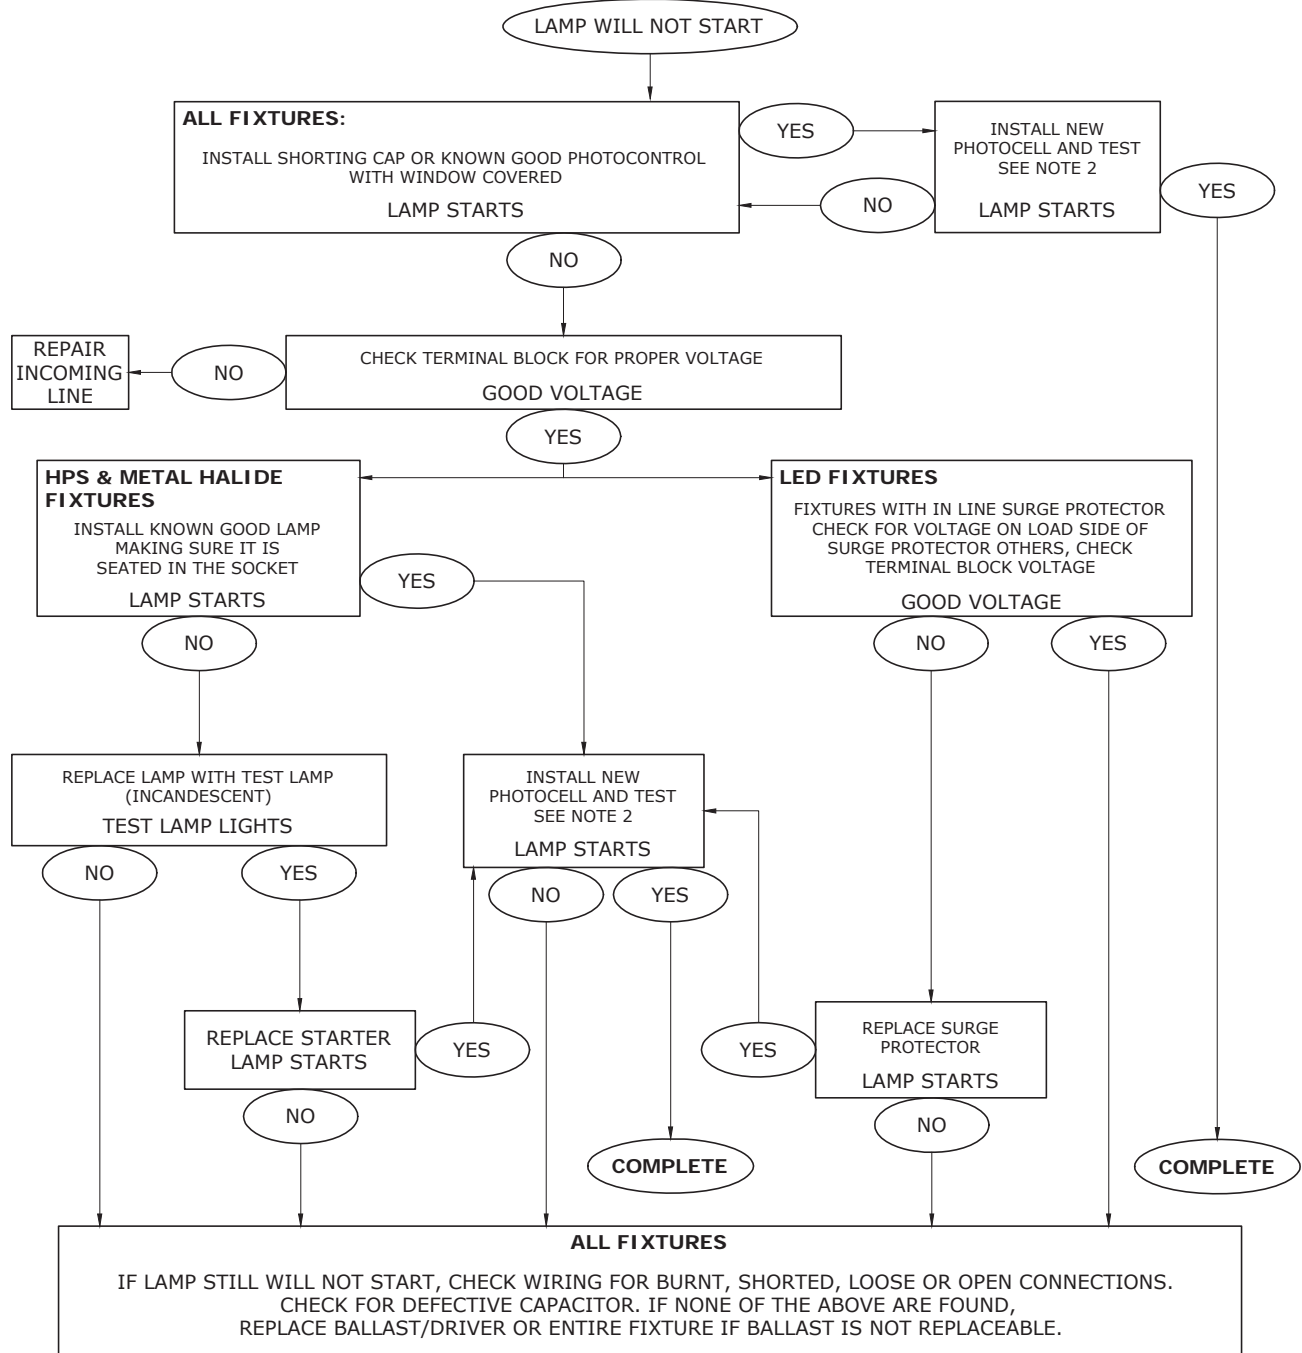 LAMP WILL NOT START
ALL FIXTURES:
INSTALL SHORTING CAP OR KNOWN GOOD PHOTOCONTROL
WITH WINDOW COVERED
LAMP STARTS
YES
INSTALL NEW
PHOTOCELL AND TEST
SEE NOTE 2
LAMP STARTS
NO
YES
NO
CHECK TERMINAL BLOCK FOR PROPER VOLTAGE
GOOD VOLTAGE
NO
REPAIR
INCOMING
LINE
YES
HPS & METAL HALIDE
FIXTURES
INSTALL KNOWN GOOD LAMP
MAKING SURE IT IS
SEATED IN THE SOCKET
LAMP STARTS
YES
NO
LED FIXTURES
FIXTURES WITH IN LINE SURGE PROTECTOR
CHECK FOR VOLTAGE ON LOAD SIDE OF
SURGE PROTECTOR OTHERS, CHECK
TERMINAL BLOCK VOLTAGE
GOOD VOLTAGE
NO
YES
REPLACE LAMP WITH TEST LAMP
(INCANDESCENT)
TEST LAMP LIGHTS
NO
YES
INSTALL NEW
PHOTOCELL AND TEST
SEE NOTE 2
LAMP STARTS
NO
YES
REPLACE STARTER
LAMP STARTS
YES
NO
REPLACE SURGE
PROTECTOR
LAMP STARTS
YES
NO
COMPLETE
COMPLETE
ALL FIXTURES
IF LAMP STILL WILL NOT START, CHECK WIRING FOR BURNT, SHORTED, LOOSE OR OPEN CONNECTIONS.
CHECK FOR DEFECTIVE CAPACITOR. IF NONE OF THE ABOVE ARE FOUND,
REPLACE BALLAST/DRIVER OR ENTIRE FIXTURE IF BALLAST IS NOT REPLACEABLE.